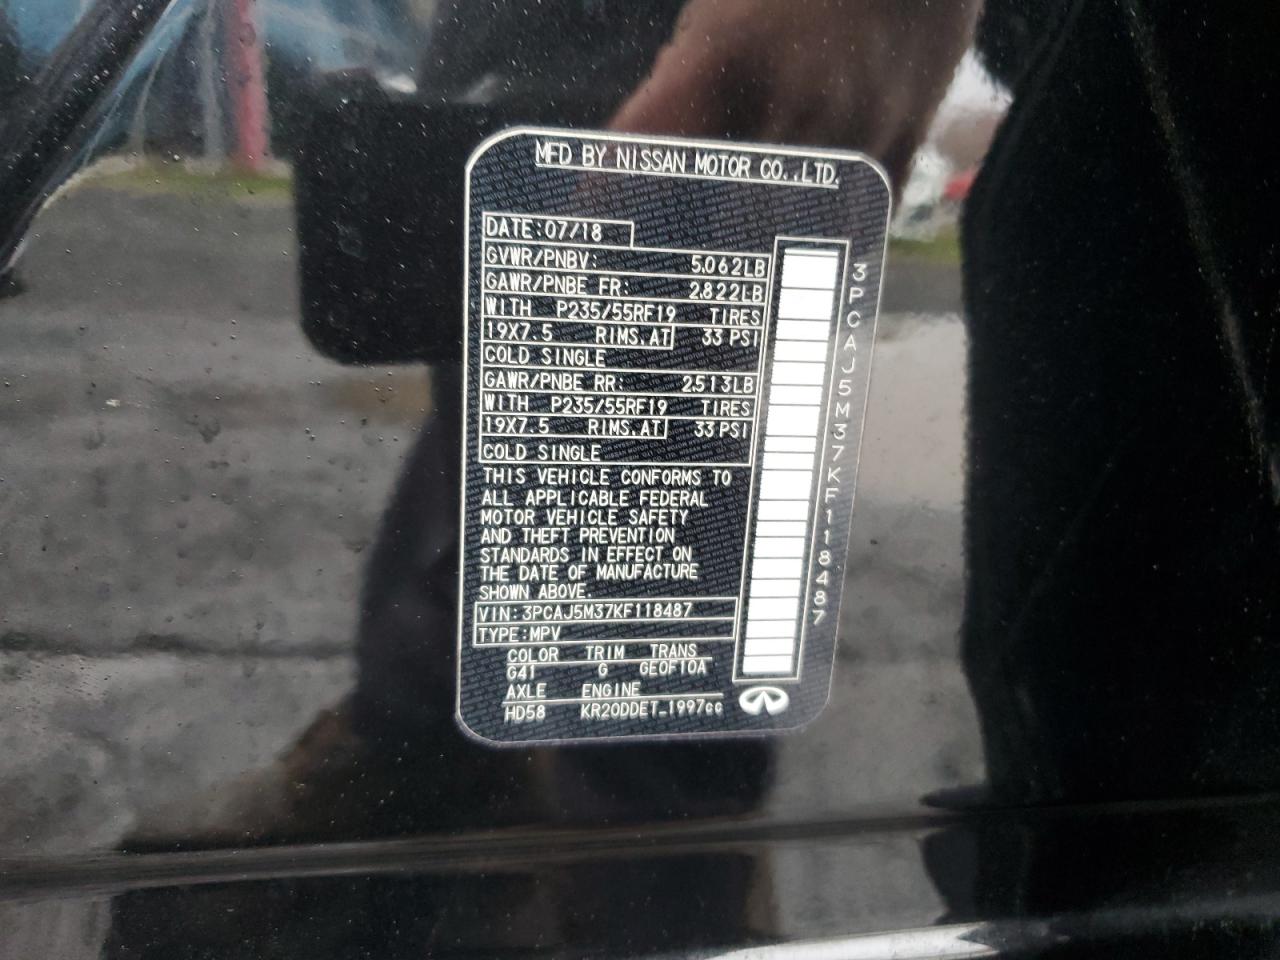 MFD BY NISSAN MOTOR CO.,LTD.
DATE:07/18
GVWR/PNBV: 5,062LB
GAWR/PNBE FR: 2,822LB
WITH P235/55RF19 TIRES
19X7.5 RIMS, AT 33 PSI
COLD SINGLE
GAWR/PNBE RR: 2,513LB
WITH P235/55RF19 TIRES
19X7.5 RIMS, AT 33 PSI
COLD SINGLE
THIS VEHICLE CONFORMS TO
ALL APPLICABLE FEDERAL
MOTOR VEHICLE SAFETY
AND THEFT PREVENTION
STANDARDS IN EFFECT ON
THE DATE OF MANUFACTURE
SHOWN ABOVE.
VIN:3PCAJ5M37KF118487
TYPE:MPV
COLOR TRIM TRANS
G41 G GE0F10A
AXLE ENGINE
HD58 KR20DDET_1997cc
3PCAJ5M37KF118487